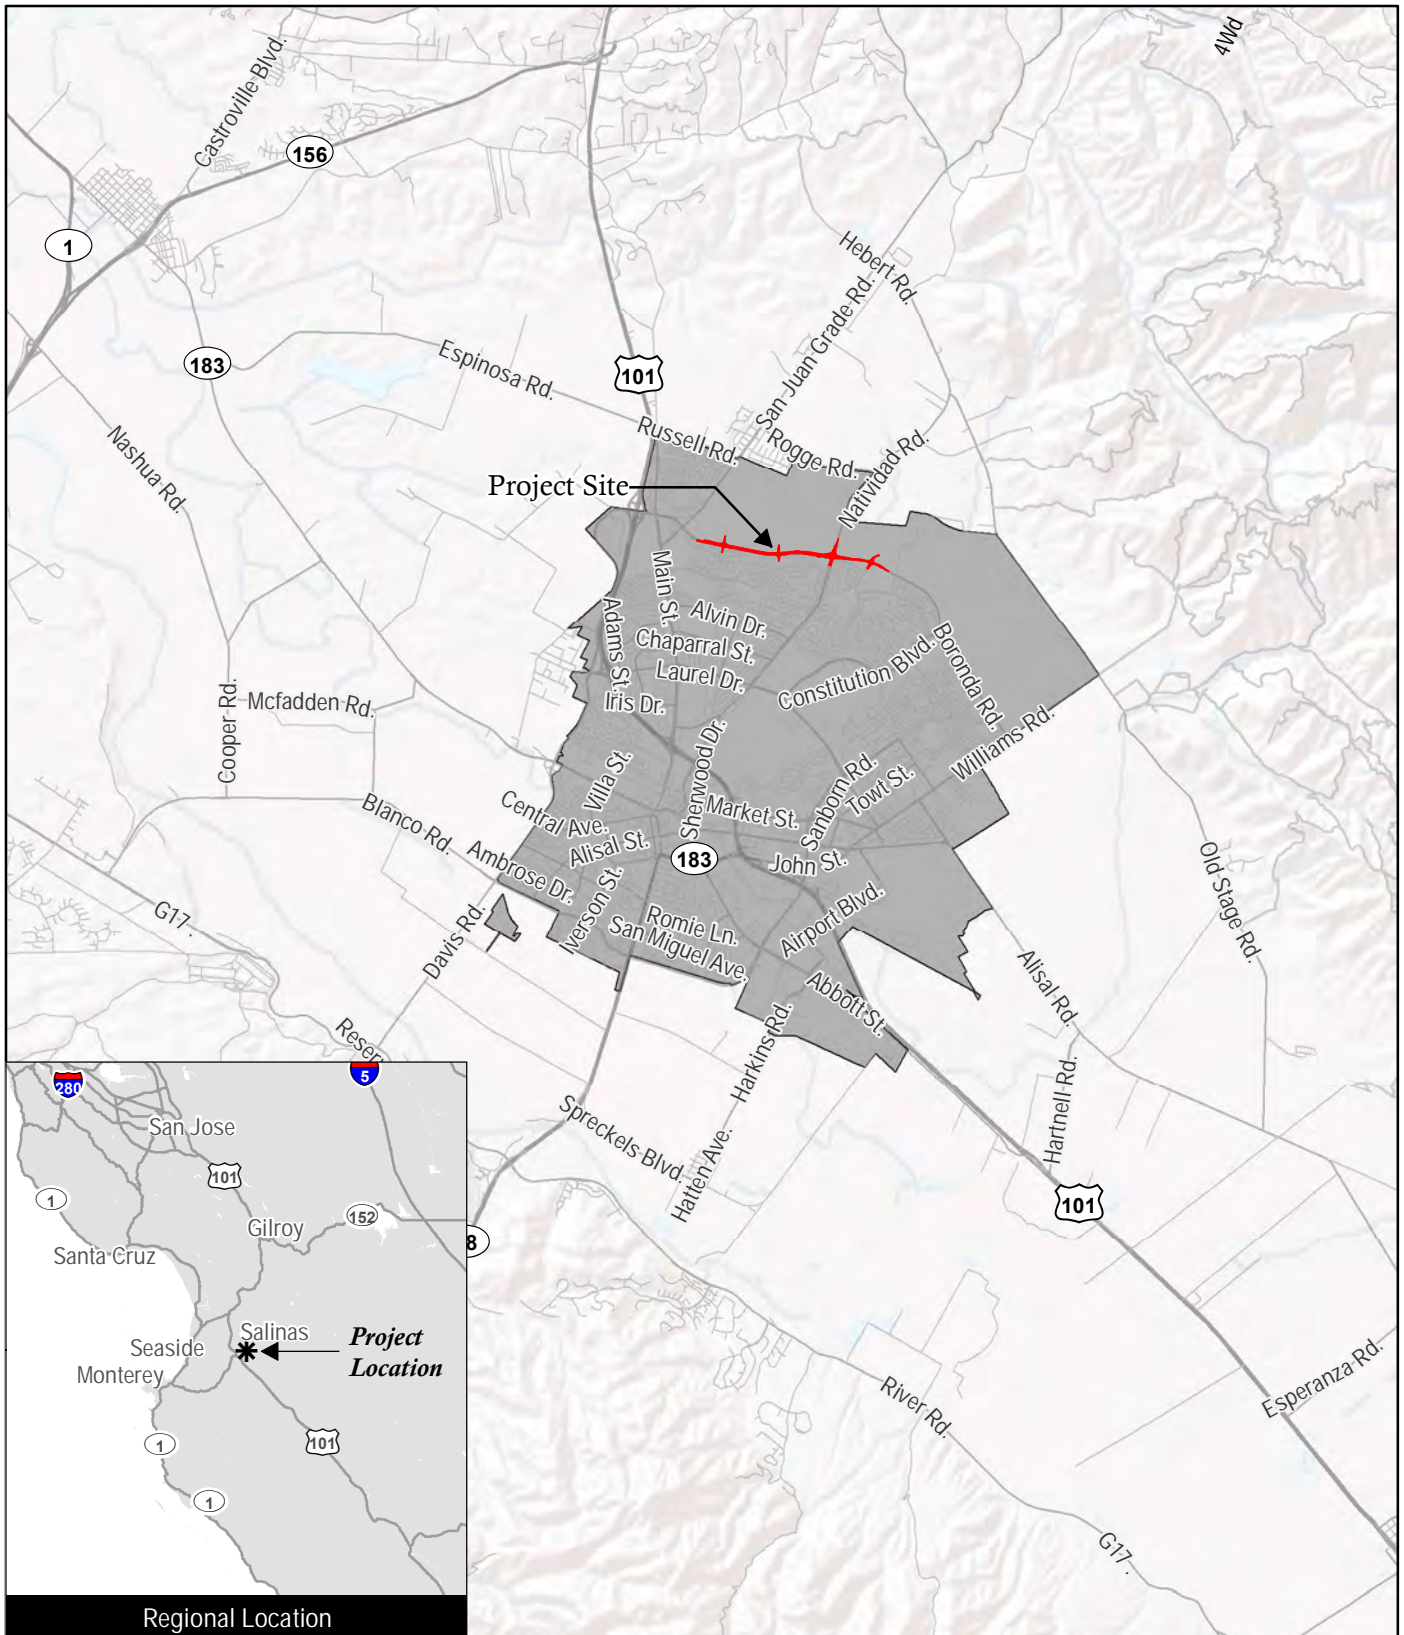 4Wd
Castroville Blvd.
156
1
Hebert Rd.
San Juan Grade Rd.
183
Espinosa Rd.
101
Nashua Rd.
Russell Rd.
Rogge Rd.
Natividad Rd.
Project Site
Main St.
Adams St.
Alvin Dr.
Chaparral St.
Laurel Dr.
Iris Dr.
Constitution Blvd.
Boronda Rd.
Williams Rd.
Cooper Rd.
Mcfadden Rd.
Villa St.
Sherwood Dr.
Sanborn Rd.
Towt St.
Market St.
Central Ave.
Blanco Rd.
Alisal St.
183
John St.
Ambrose Dr.
Iverson St.
Romie Ln.
San Miguel Ave.
Airport Blvd.
Old Stage Rd.
G17
Davis Rd.
Abbott St.
Alisal Rd.
Harkins Rd.
Hartnell Rd.
Spreckels Blvd.
Hatten Ave.
101
8
River Rd.
Esperanza Rd.
G17
280
5
San Jose
101
1
152
Gilroy
Santa Cruz
Salinas
Seaside
Monterey
Project
Location
101
1
1
Regional Location